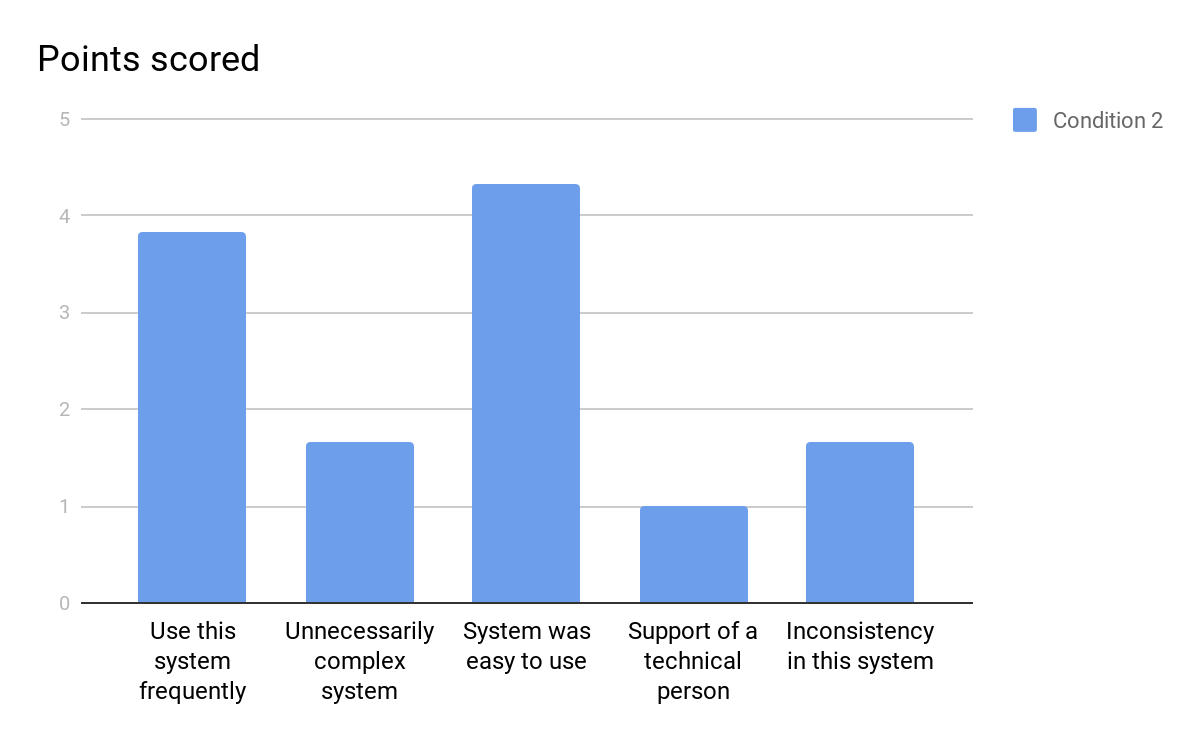 Points scored
5
4
3
2
1
0
Condition 2
Use this
system
frequently
Unnecessarily
complex
system
System was
easy to use
Support of a
technical
person
Inconsistency
in this system